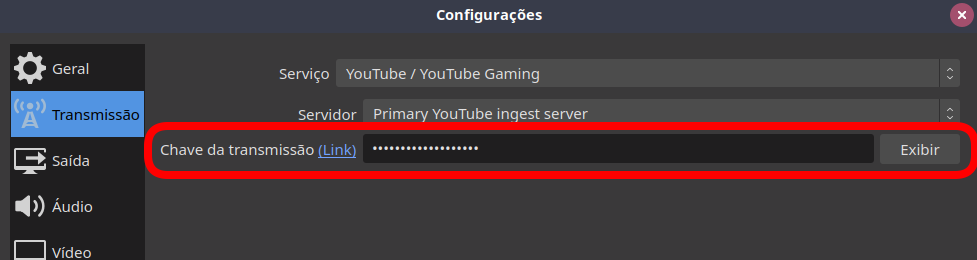 Configurações
Geral
Transmissão
Saída
Áudio
Vídeo
Serviço YouTube / YouTube Gaming
Servidor Primary YouTube ingest server
Chave da transmissão (Link) •••••••••••••••••••• Exibir